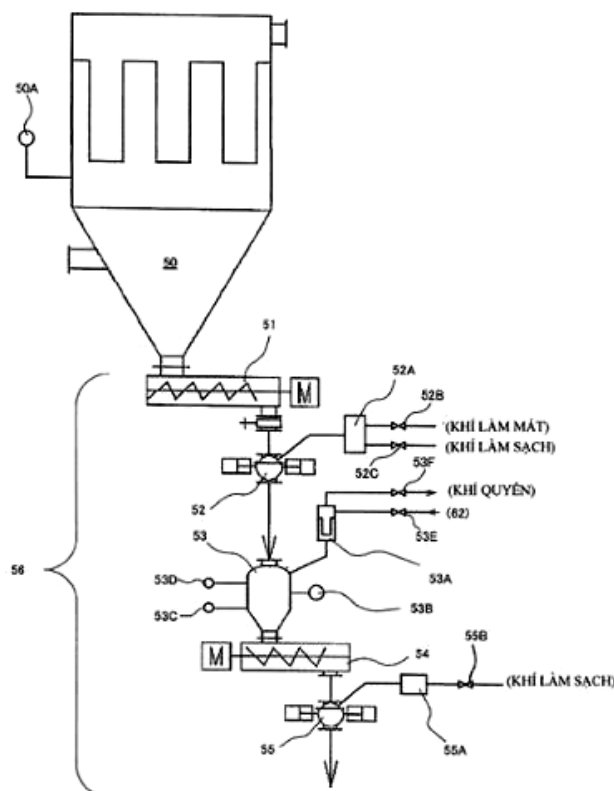 50A
50
51
M
52A
52B
(KHÍ LÀM MÁT)
(KHÍ LÀM SẠCH)
52C
52
53F
(KHÍ QUYỂN)
(62)
53E
53
53A
56
53D
53B
53C
M
54
55B
(KHÍ LÀM SẠCH)
55
55A